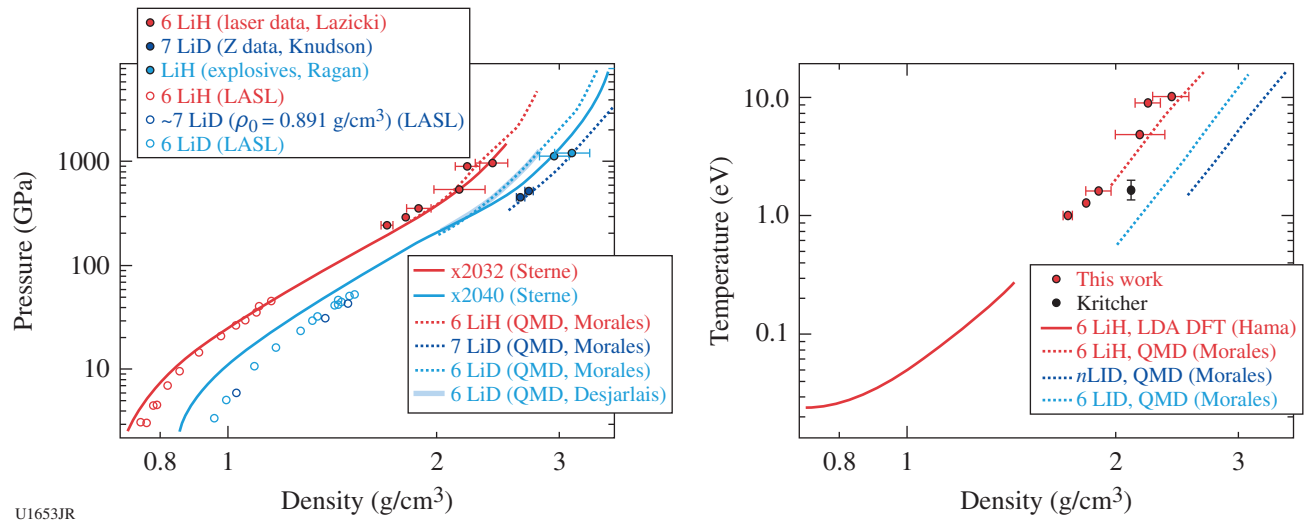 6 LiH (laser data, Lazicki)
7 LiD (Z data, Knudson)
LiH (explosives, Ragan)
6 LiH (LASL)
~7 LiD (ρ0 = 0.891 g/cm3) (LASL)
6 LiD (LASL)
1000
100
10
Pressure (GPa)
x2032 (Sterne)
x2040 (Sterne)
6 LiH (QMD, Morales)
7 LiD (QMD, Morales)
6 LiD (QMD, Morales)
6 LiD (QMD, Desjarlais)
0.8 1 2 3
Density (g/cm3)
10.0
1.0
0.1
Temperature (eV)
This work
Kritcher
6 LiH, LDA DFT (Hama)
6 LiH, QMD (Morales)
nLID, QMD (Morales)
6 LID, QMD (Morales)
0.8 1 2 3
Density (g/cm3)
U1653JR